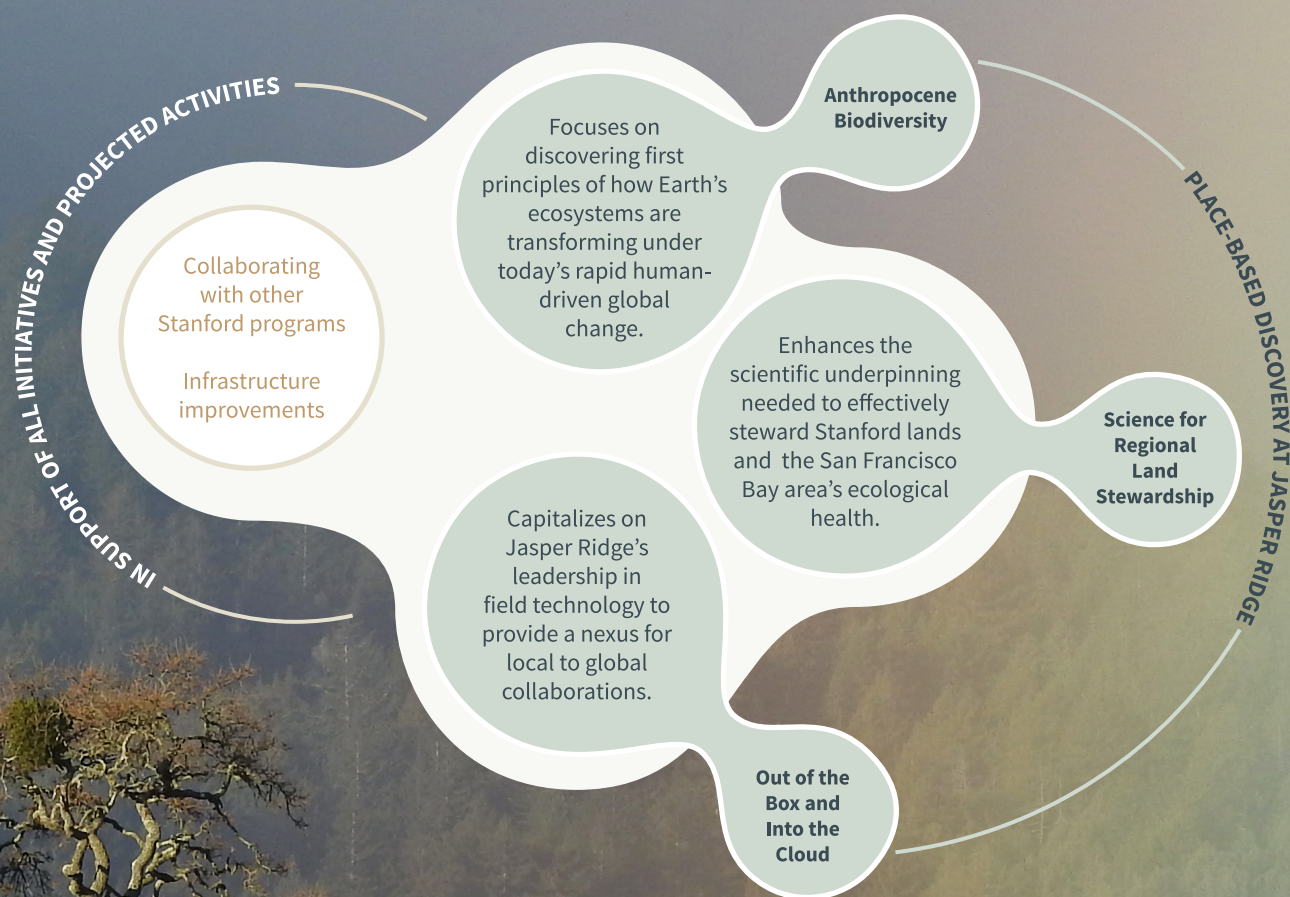 IN SUPPORT OF ALL INITIATIVES AND PROJECTED ACTIVITIES
Collaborating
with other
Stanford programs
Infrastructure
improvements
Focuses on
discovering first
principles of how Earth’s
ecosystems are
transforming under
today’s rapid human-
driven global
change.
Anthropocene
Biodiversity
Enhances the
scientific underpinning
needed to effectively
steward Stanford lands
and the San Francisco
Bay area’s ecological
health.
Science for
Regional
Land
Stewardship
Capitalizes on
Jasper Ridge’s
leadership in
field technology to
provide a nexus for
local to global
collaborations.
Out of the
Box and
Into the
Cloud
PLACE-BASED DISCOVERY AT JASPER RIDGE